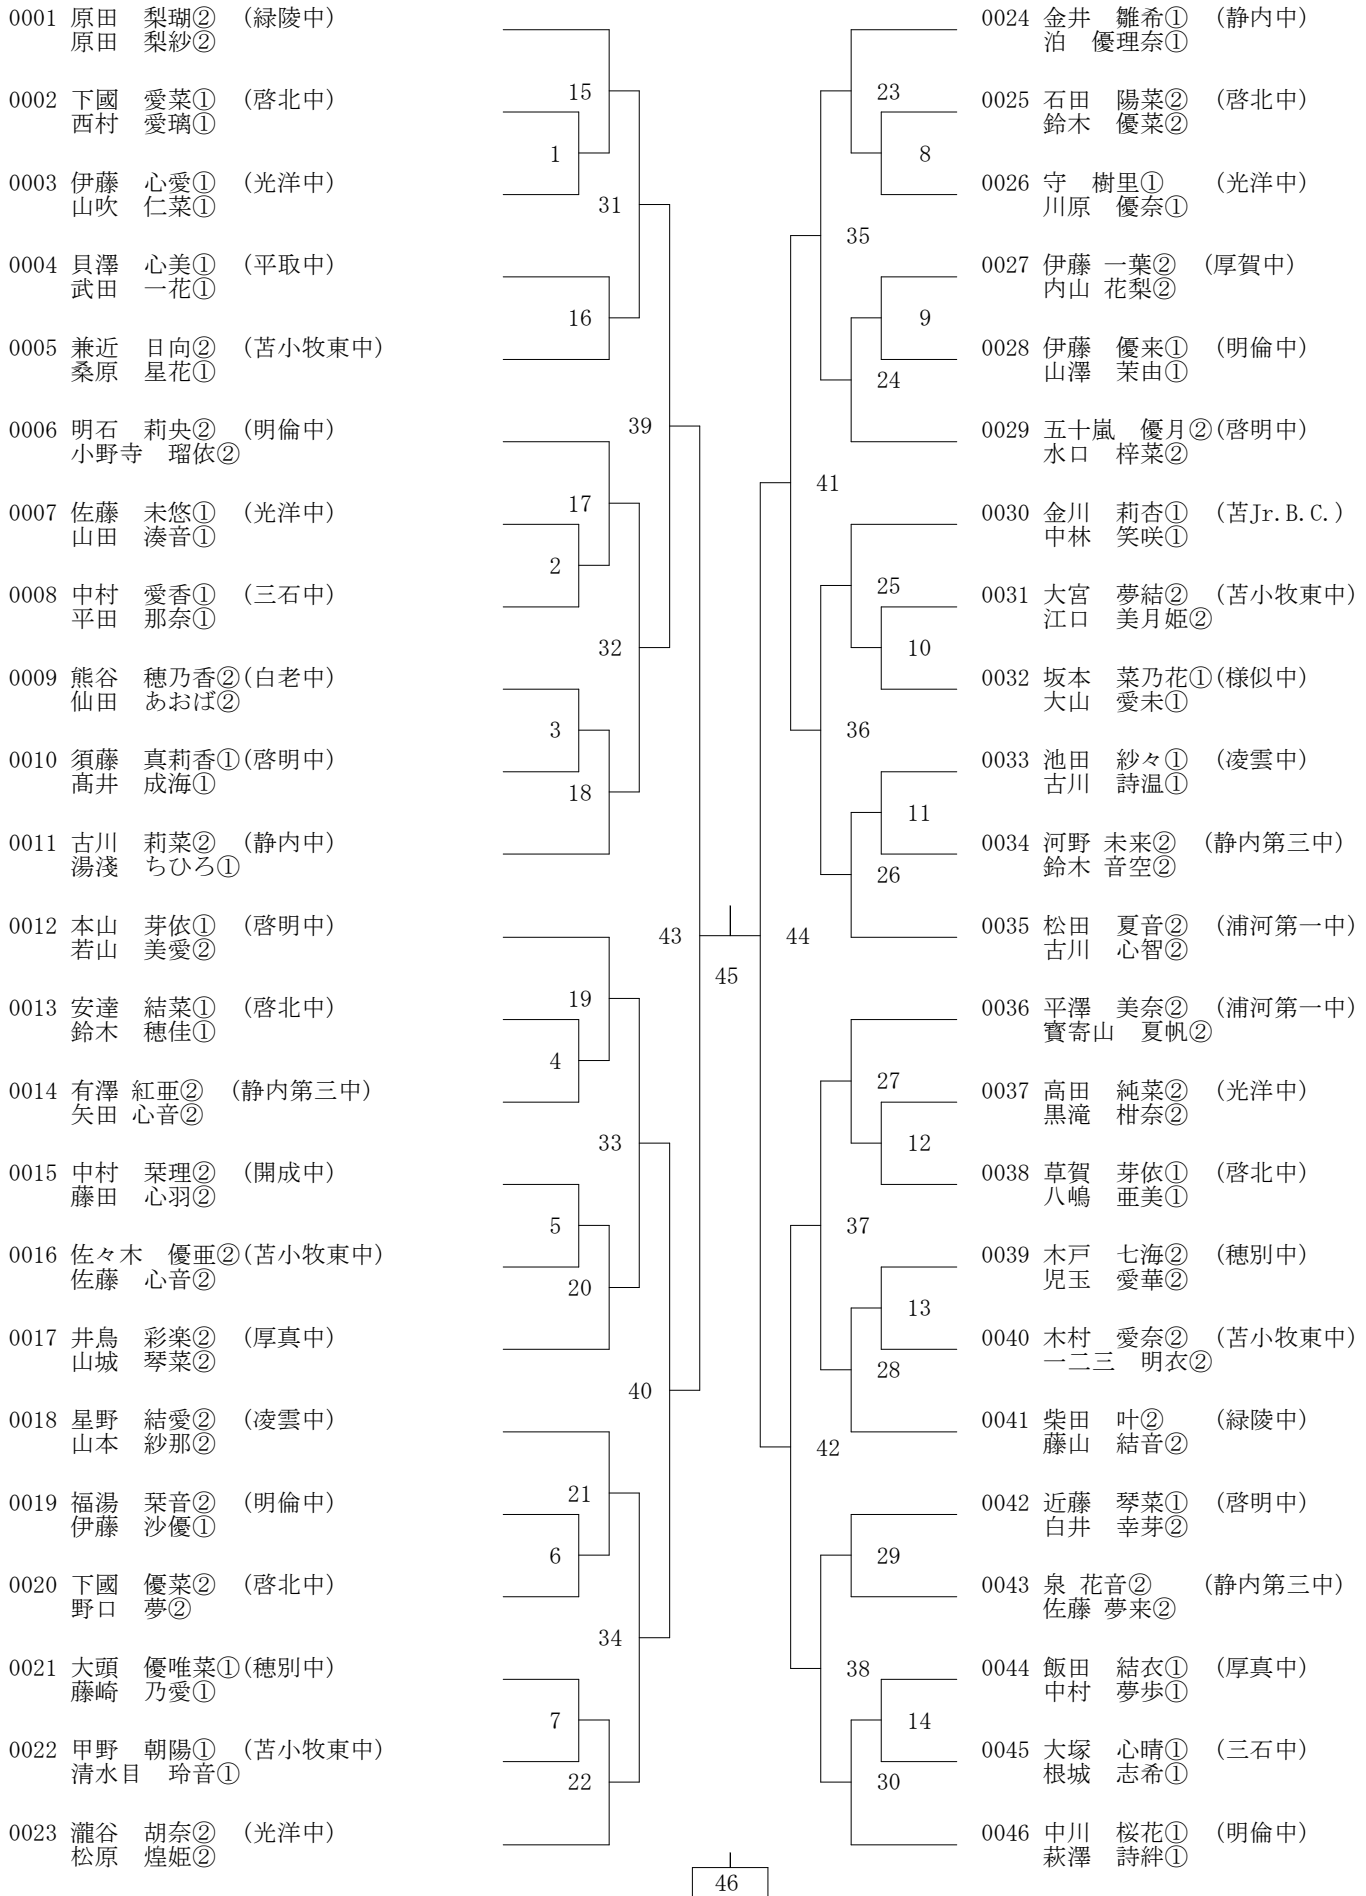 0001 原田　梨瑚②　(緑陵中)
原田　梨紗②
0002 下國　愛菜①　(啓北中)
西村　愛璃①
0003 伊藤　心愛①　(光洋中)
山吹　仁菜①
0004 貝澤　心美①　(平取中)
武田　一花①
0005 兼近　日向②　(苫小牧東中)
桑原　星花①
0006 明石　莉央②　(明倫中)
小野寺　瑠依②
0007 佐藤　未悠①　(光洋中)
山田　湊音①
0008 中村　愛香①　(三石中)
平田　那奈①
0009 熊谷　穂乃香②(白老中)
仙田　あおば②
0010 須藤　真莉香①(啓明中)
髙井　成海①
0011 古川　莉菜②　(静内中)
湯淺　ちひろ①
0012 本山　芽依①　(啓明中)
若山　美愛②
0013 安達　結菜①　(啓北中)
鈴木　穂佳①
0014 有澤 紅亜②　(静内第三中)
矢田 心音②
0015 中村　栞理②　(開成中)
藤田　心羽②
0016 佐々木　優亜②(苫小牧東中)
佐藤　心音②
0017 井鳥　彩楽②　(厚真中)
山城　琴菜②
0018 星野　結愛②　(凌雲中)
山本　紗那②
0019 福湯　栞音②　(明倫中)
伊藤　沙優①
0020 下國　優菜②　(啓北中)
野口　夢②
0021 大頭　優唯菜①(穂別中)
藤崎　乃愛①
0022 甲野　朝陽①　(苫小牧東中)
清水目　玲音①
0023 瀧谷　胡奈②　(光洋中)
松原　煌姫②
15
1
31
16
39
17
2
32
3
18
43
19
4
33
5
20
40
21
6
34
7
22
45
46
44
23
8
35
9
24
41
25
10
36
11
26
27
12
37
13
28
42
29
38
14
30
0024 金井　雛希①　(静内中)
泊　優理奈①
0025 石田　陽菜②　(啓北中)
鈴木　優菜②
0026 守　樹里①　　(光洋中)
川原　優奈①
0027 伊藤 一葉②　(厚賀中)
内山 花梨②
0028 伊藤　優来①　(明倫中)
山澤　茉由①
0029 五十嵐　優月②(啓明中)
水口　梓菜②
0030 金川　莉杏①　(苫Jr.B.C.)
中林　笑咲①
0031 大宮　夢結②　(苫小牧東中)
江口　美月姫②
0032 坂本　菜乃花①(様似中)
大山　愛未①
0033 池田　紗々①　(凌雲中)
古川　詩温①
0034 河野 未来②　(静内第三中)
鈴木 音空②
0035 松田　夏音②　(浦河第一中)
古川　心智②
0036 平澤　美奈②　(浦河第一中)
寳寄山　夏帆②
0037 高田　純菜②　(光洋中)
黒滝　柑奈②
0038 草賀　芽依①　(啓北中)
八嶋　亜美①
0039 木戸　七海②　(穂別中)
児玉　愛華②
0040 木村　愛奈②　(苫小牧東中)
一二三　明衣②
0041 柴田　叶②　　(緑陵中)
藤山　結音②
0042 近藤　琴菜①　(啓明中)
白井　幸芽②
0043 泉 花音②　　(静内第三中)
佐藤 夢来②
0044 飯田　結衣①　(厚真中)
中村　夢歩①
0045 大塚　心晴①　(三石中)
根城　志希①
0046 中川　桜花①　(明倫中)
萩澤　詩絆①